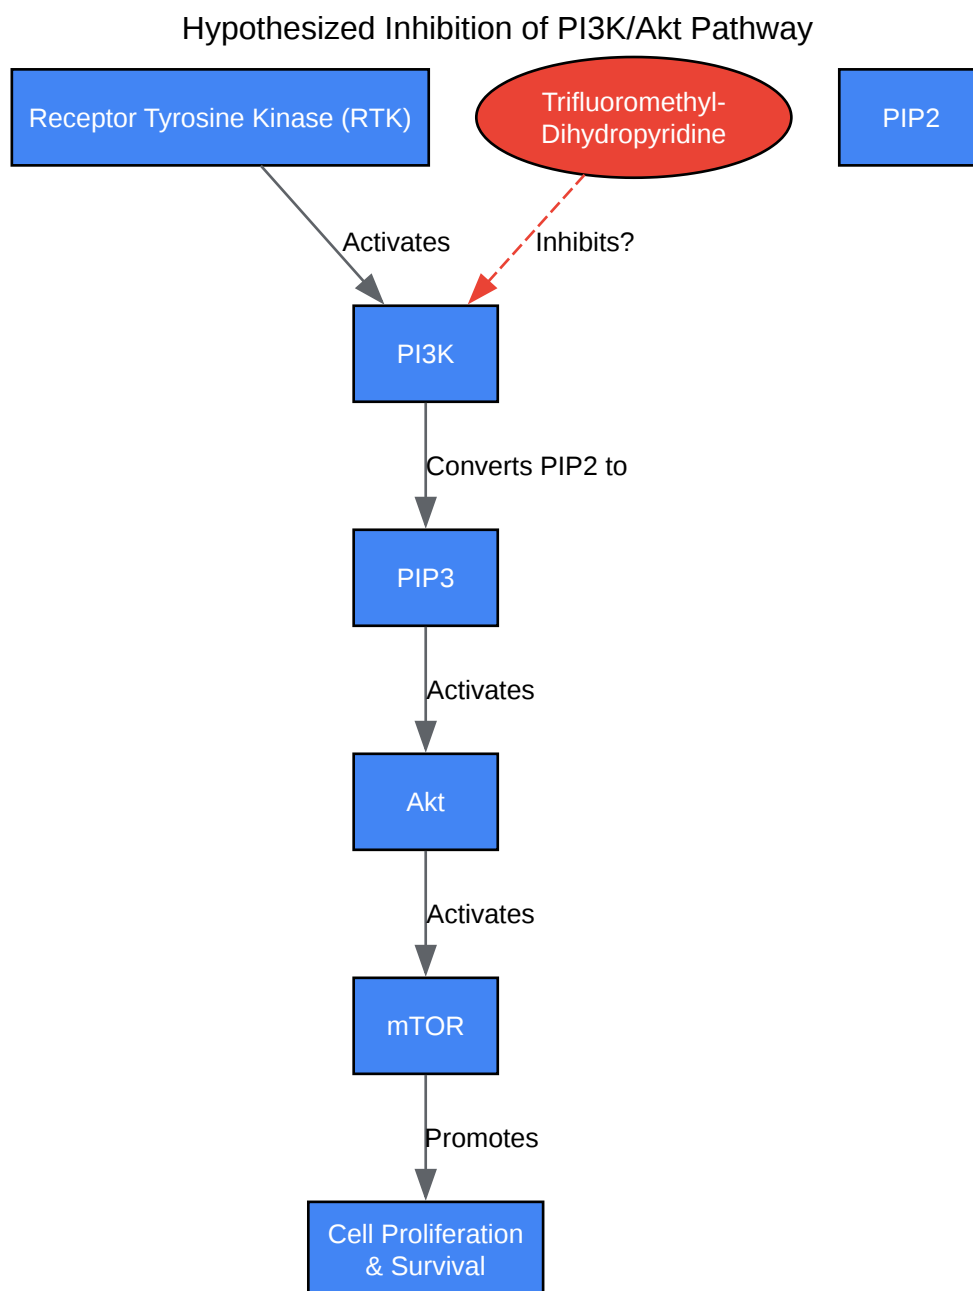 Hypothesized Inhibition of PI3K/Akt Pathway
Receptor Tyrosine Kinase (RTK)
Trifluoromethyl-
Dihydropyridine
PIP2
Activates
Inhibits?
PI3K
Converts PIP2 to
PIP3
Activates
Akt
Activates
mTOR
Promotes
Cell Proliferation
& Survival